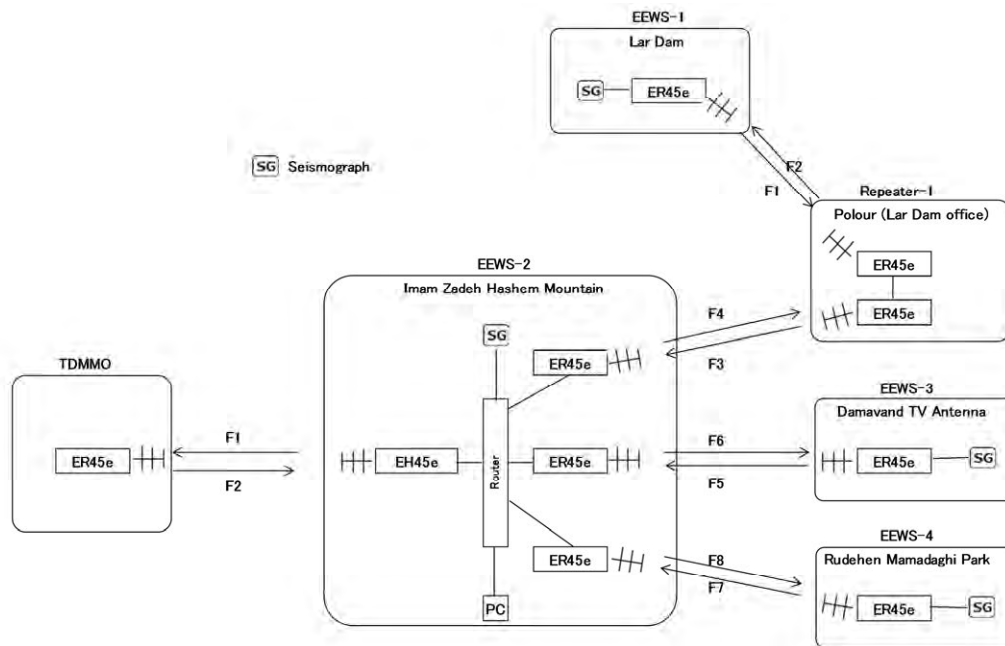 EEWS-1
Lar Dam
SG
ER45e
SG Seismograph
F2
F1
Repeater-1
Polour (Lar Dam office)
ER45e
ER45e
EEWS-2
Imam Zadeh Hashem Mountain
SG
ER45e
F4
F3
TDMMO
ER45e
F1
F2
EH45e
Router
ER45e
F6
F5
EEWS-3
Damavand TV Antenna
ER45e
SG
ER45e
PC
F8
F7
EEWS-4
Rudehen Mamadaghi Park
ER45e
SG